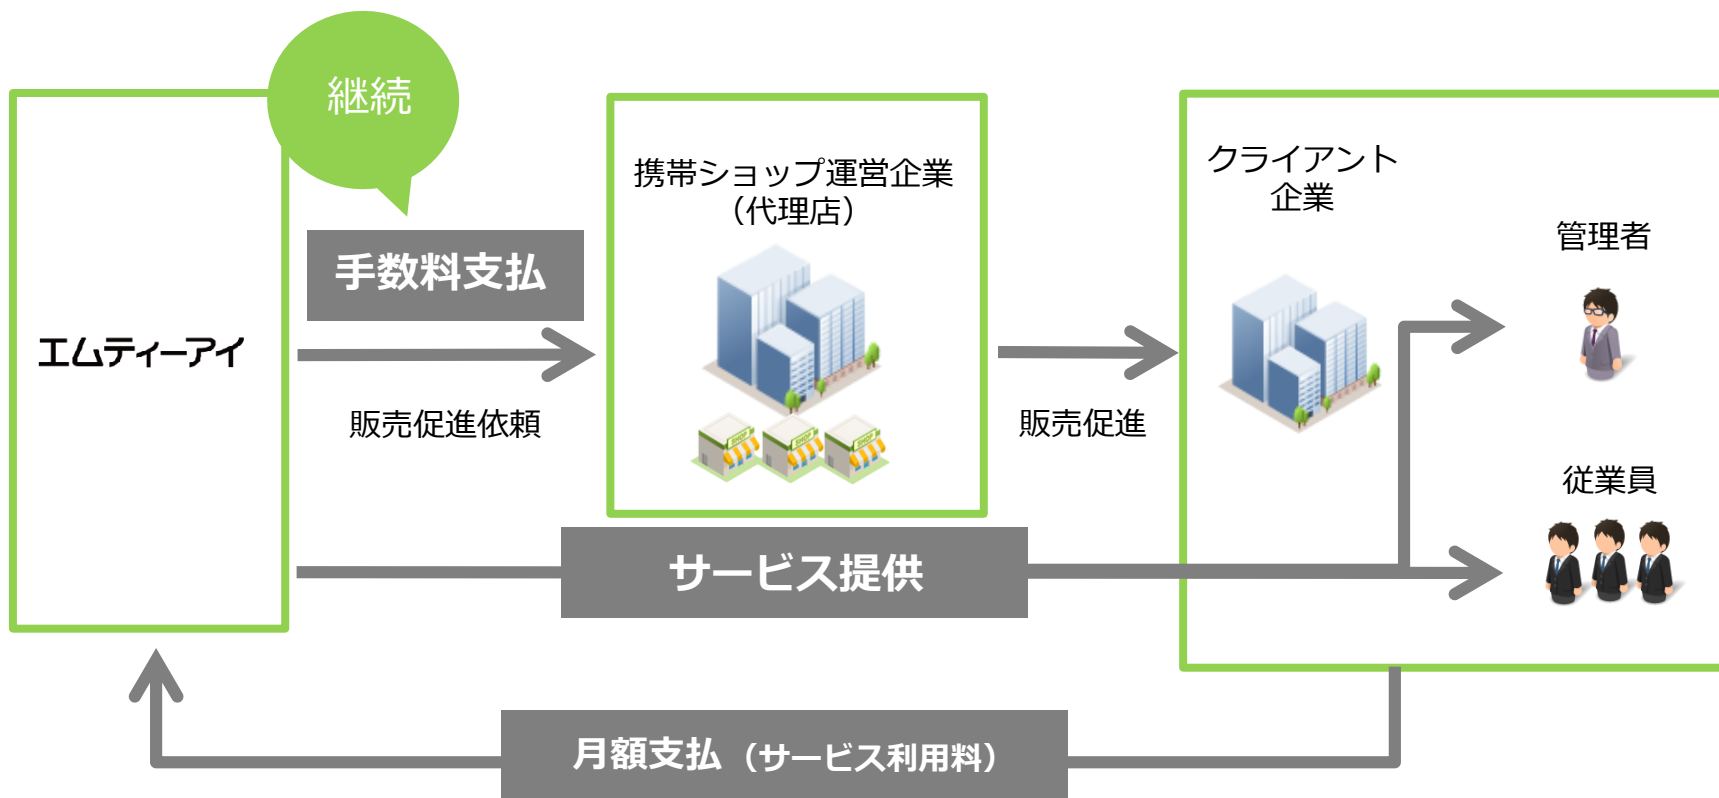 継続
携帯ショップ運営企業
（代理店）
クライアント
企業
管理者
手数料支払
エムティーアイ
販売促進依頼
SHOP
SHOP
SHOP
販売促進
従業員
サービス提供
月額支払（サービス利用料）